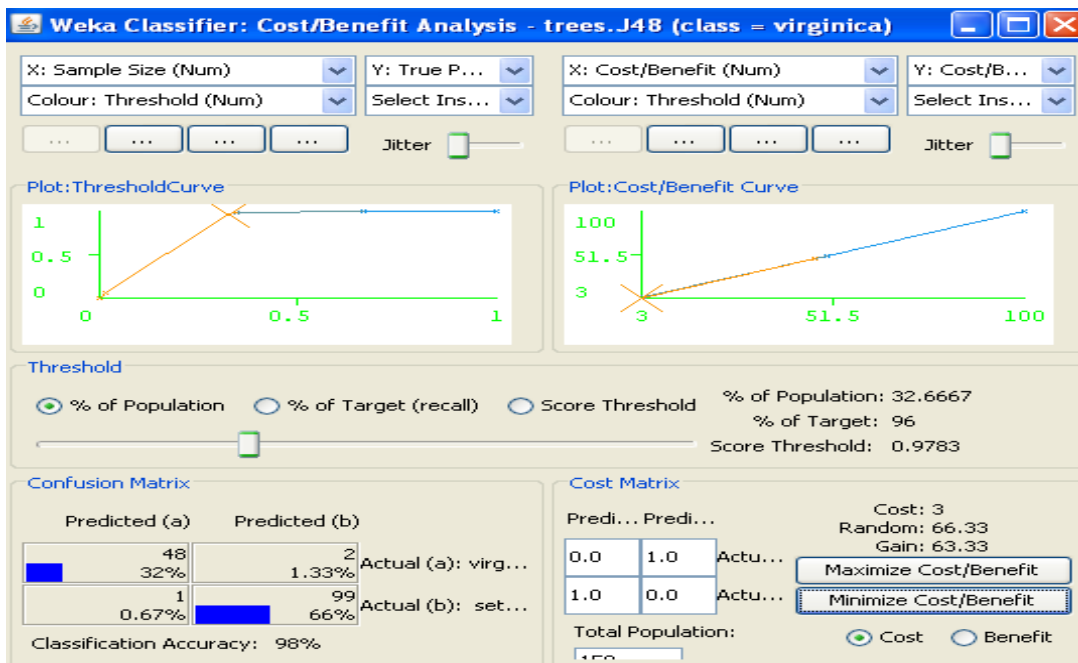 Weka Classifier: Cost/Benefit Analysis - trees.J48 (class = virginica)
X: Sample Size (Num) Y: True P... X: Cost/Benefit (Num) Y: Cost/B...
Colour: Threshold (Num) Select Ins... Colour: Threshold (Num) Select Ins...
... ... ... ... Jitter ... ... ... ... Jitter
Plot:ThresholdCurve Plot:Cost/Benefit Curve
1 100
0.5 51.5
0 3
0 0.5 1 3 51.5 100
Threshold
% of Population % of Target (recall) Score Threshold % of Population: 32.6667
% of Target: 96
Score Threshold: 0.9783
Confusion Matrix Cost Matrix
Predicted (a) Predicted (b) Predi... Predi... Cost: 3
Random: 66.33
Gain: 63.33
48 2
32% 1.33% Actual (a): virg... 0.0 1.0 Actu... Maximize Cost/Benefit
1 99
0.67% 66% Actual (b): set... 1.0 0.0 Actu... Minimize Cost/Benefit
Classification Accuracy: 98% Total Population: Cost Benefit